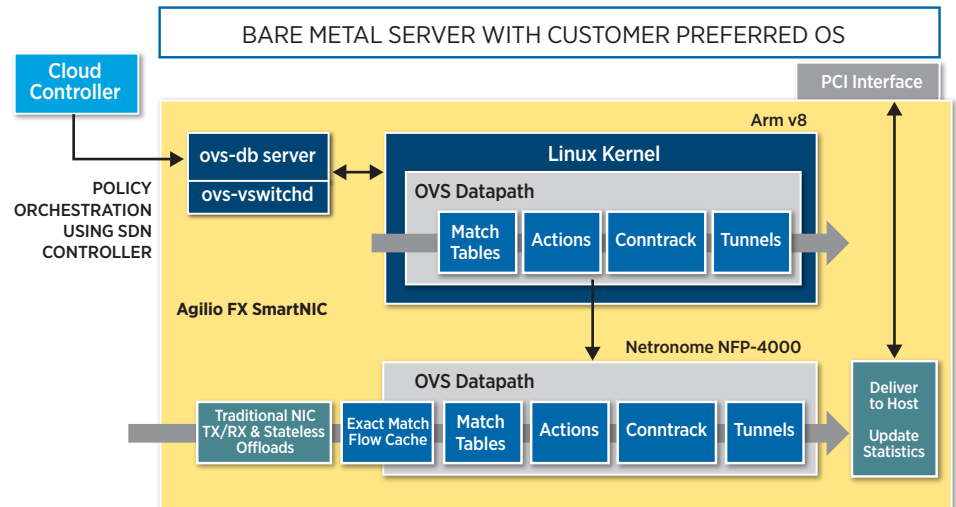 BARE METAL SERVER WITH CUSTOMER PREFERRED OS
Cloud
Controller
PCI Interface
Arm v8
ovs-db server
ovs-vswitchd
Linux Kernel
OVS Datapath
Match
Tables
Actions
Conntrack
Tunnels
POLICY
ORCHESTRATION
USING SDN
CONTROLLER
Agilio FX SmartNIC
Netronome NFP-4000
OVS Datapath
Traditional NIC
TX/RX & Stateless
Offloads
Exact Match
Flow Cache
Match
Tables
Actions
Conntrack
Tunnels
Deliver
to Host
Update
Statistics